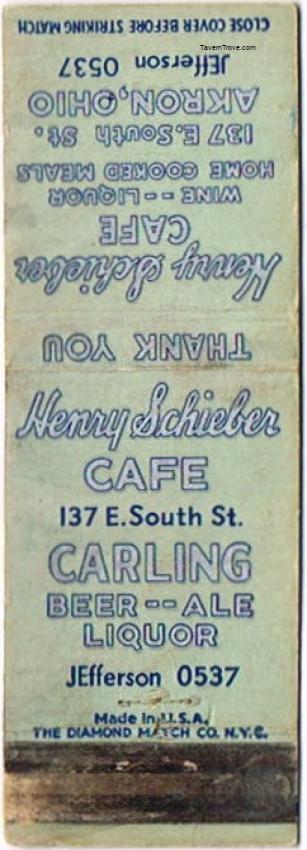 CLOSE COVER BEFORE STRIKING MATCH
TavernTrove.com
JEfferson 0537
AKRON, OHIO
137 E. South St.
HOME COOKED MEALS
WINE -- LIQUOR
CAFE
Henry Schieber
THANK YOU
Henry Schieber
CAFE
137 E. South St.
CARLING
BEER -- ALE
LIQUOR
JEfferson 0537
Made in U.S.A.
THE DIAMOND MATCH CO. N.Y.C.